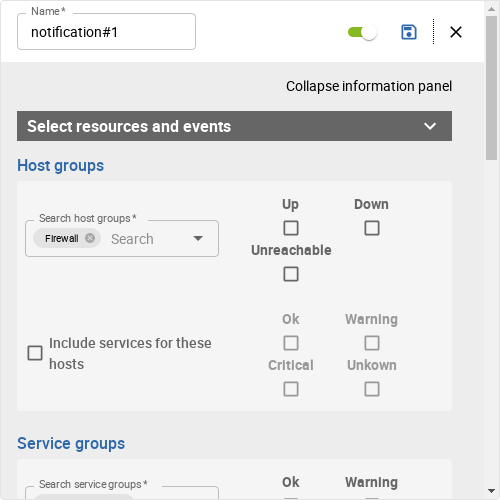 Name *
notification#1
Collapse information panel
Select resources and events
Host groups
Search host groups *
Firewall
Search
Up
Down
Unreachable
Include services for these
hosts
Ok
Warning
Critical
Unkown
Service groups
Search service groups *
Ok
Warning